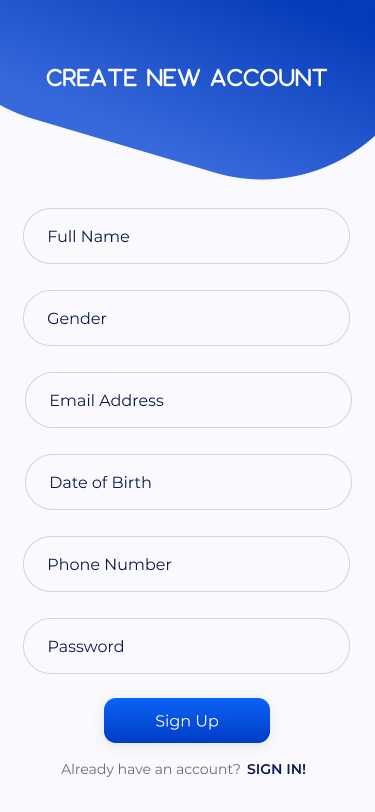 CREATE NEW ACCOUNT
Full Name
Gender
Email Address
Date of Birth
Phone Number
Password
Sign Up
Already have an account? SIGN IN!